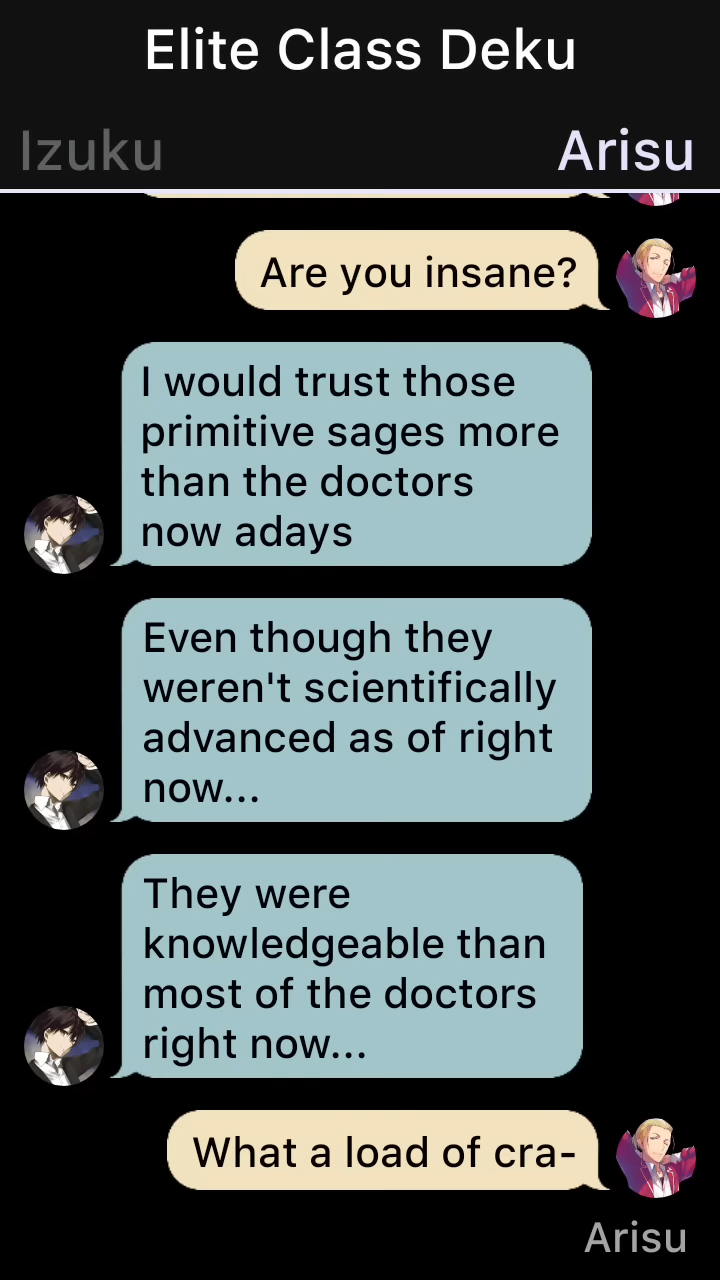 Elite Class Deku
Izuku
Arisu
Are you insane?
I would trust those
primitive sages more
than the doctors
now adays
Even though they
weren't scientifically
advanced as of right
now...
They were
knowledgeable than
most of the doctors
right now...
What a load of cra-
Arisu